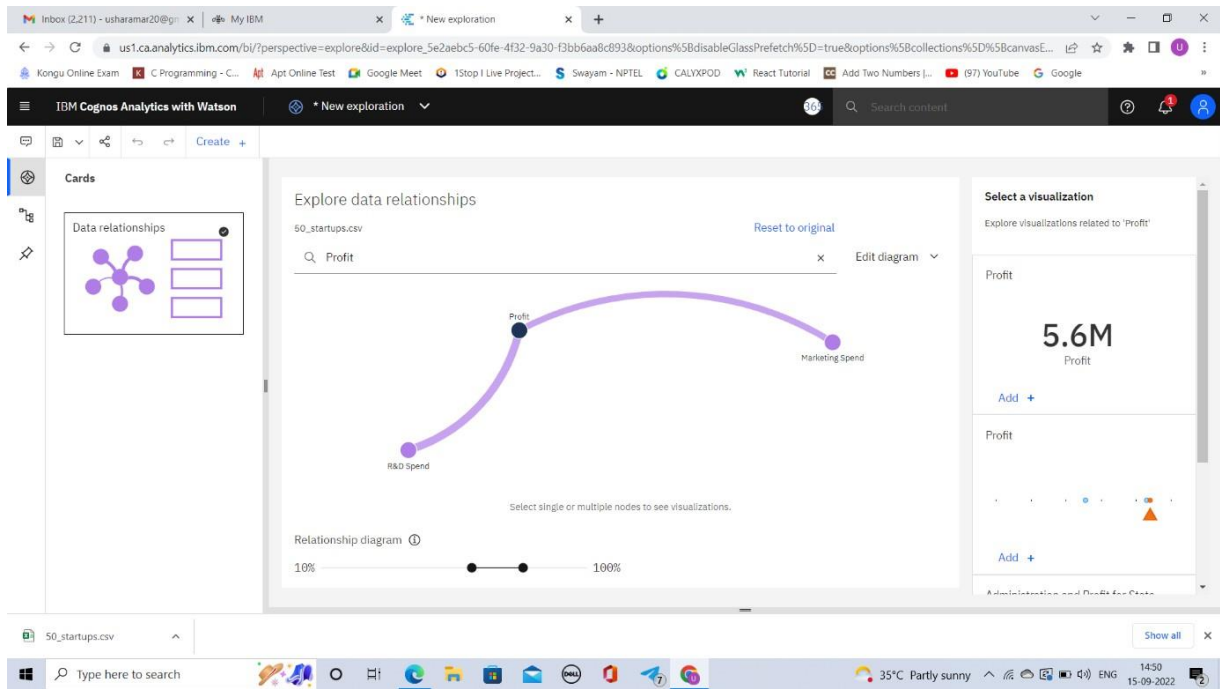 Inbox (2,211) - usharamar20@gm
My IBM
* New exploration
us1.ca.analytics.ibm.com/bi/?perspective=explore&id=explore_5e2aebc5-60fe-4f32-9a30-f3bb6aa8c893&options%5BdisableGlassPrefetch%5D=true&options%5Bcollections%5D%5BcanvasE...
Kongu Online Exam
C Programming - C...
Apt Online Test
Google Meet
1Stop I Live Project...
Swayam - NPTEL
CALYXPOD
React Tutorial
Add Two Numbers |...
(97) YouTube
Google
IBM Cognos Analytics with Watson
* New exploration
Search content
Create +
Cards
Data relationships
Explore data relationships
50_startups.csv
Reset to original
Profit
Edit diagram
Profit
Marketing Spend
R&D Spend
Select single or multiple nodes to see visualizations.
Relationship diagram
10%
100%
Select a visualization
Explore visualizations related to 'Profit'
Profit
5.6M
Profit
Add +
Profit
Add +
Administration and Profit for State
50_startups.csv
Show all
Type here to search
DELL
35°C Partly sunny
ENG
14:50
15-09-2022